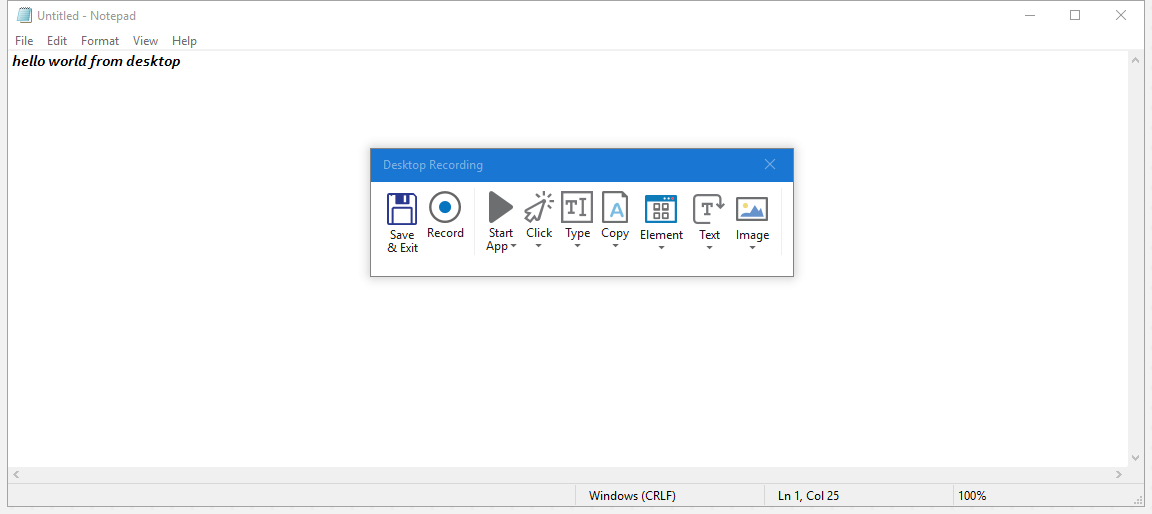 Untitled - Notepad
File Edit Format View Help
hello world from desktop
Desktop Recording
Save & Exit
Record
Start App
Click
Type
Copy
Element
Text
Image
Windows (CRLF)
Ln 1, Col 25
100%